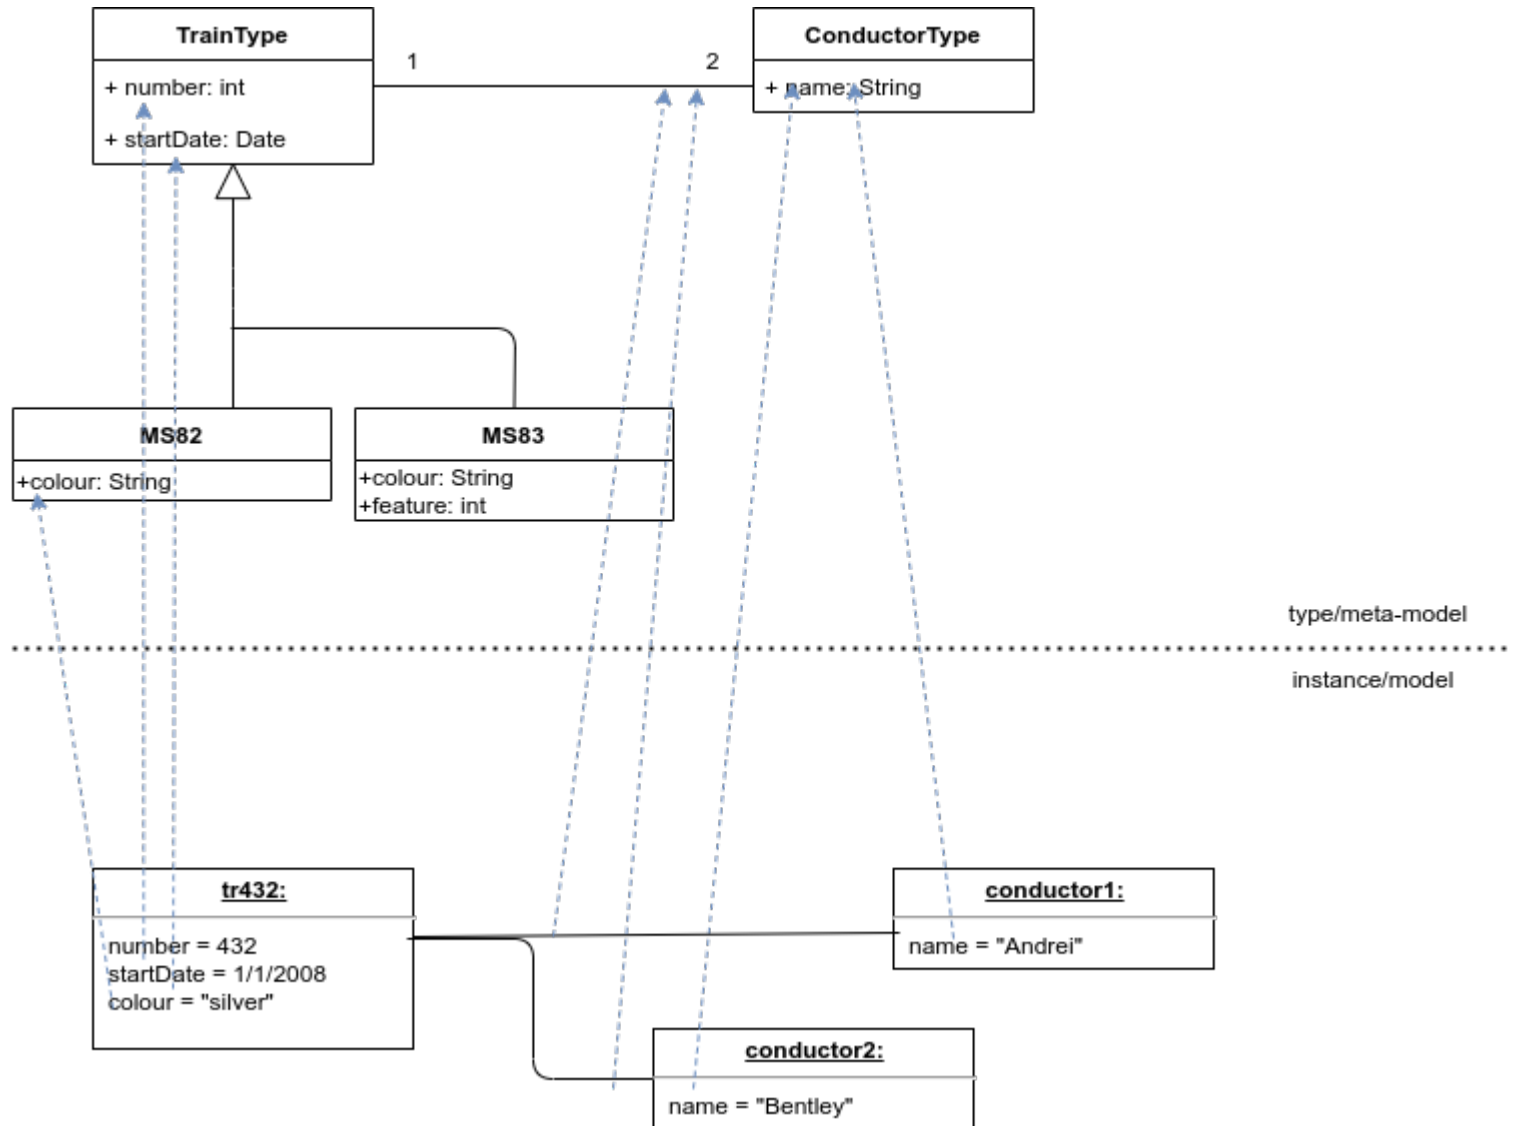 TrainType
+ number: int
+ startDate: Date
1
2
ConductorType
+ name: String
MS82
+colour: String
MS83
+colour: String
+feature: int
type/meta-model
instance/model
tr432:
number = 432
startDate = 1/1/2008
colour = "silver"
conductor1:
name = "Andrei"
conductor2:
name = "Bentley"